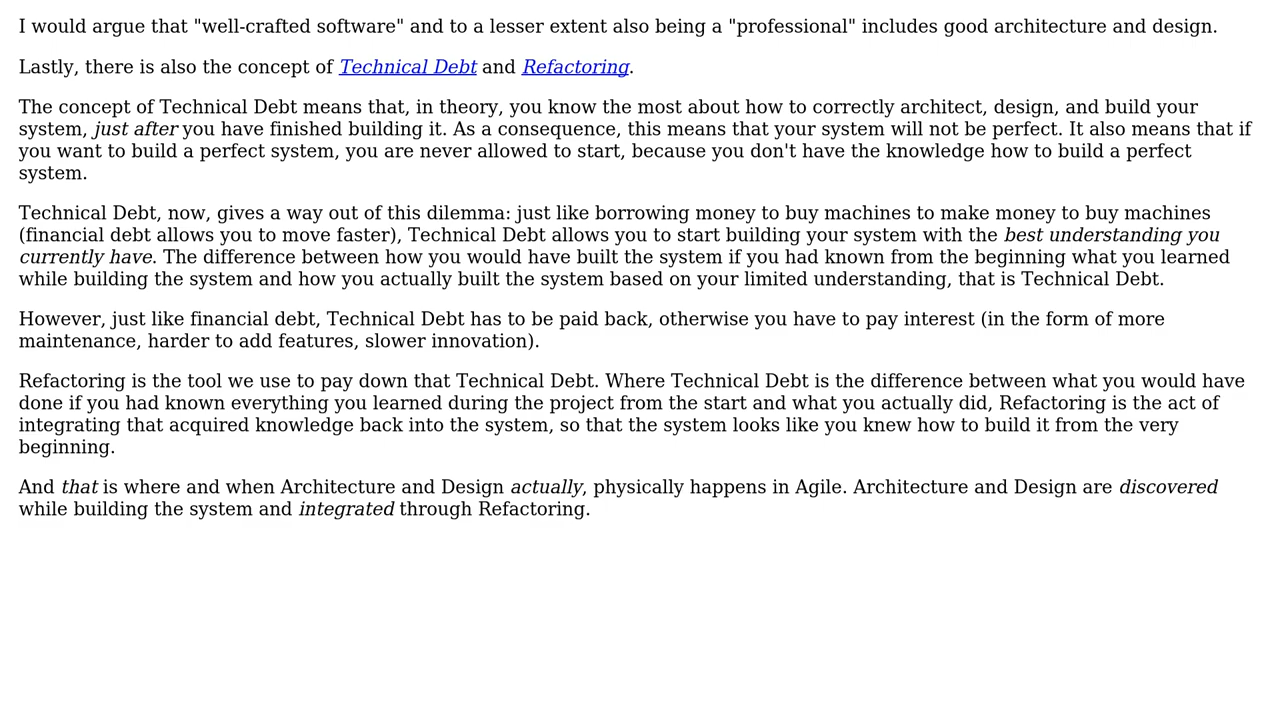 I would argue that "well-crafted software" and to a lesser extent also being a "professional" includes good architecture and design.
Lastly, there is also the concept of Technical Debt and Refactoring.
The concept of Technical Debt means that, in theory, you know the most about how to correctly architect, design, and build your
system, just after you have finished building it. As a consequence, this means that your system will not be perfect. It also means that if
you want to build a perfect system, you are never allowed to start, because you don't have the knowledge how to build a perfect
system.
Technical Debt, now, gives a way out of this dilemma: just like borrowing money to buy machines to make money to buy machines
(financial debt allows you to move faster), Technical Debt allows you to start building your system with the best understanding you
currently have. The difference between how you would have built the system if you had known from the beginning what you learned
while building the system and how you actually built the system based on your limited understanding, that is Technical Debt.
However, just like financial debt, Technical Debt has to be paid back, otherwise you have to pay interest (in the form of more
maintenance, harder to add features, slower innovation).
Refactoring is the tool we use to pay down that Technical Debt. Where Technical Debt is the difference between what you would have
done if you had known everything you learned during the project from the start and what you actually did, Refactoring is the act of
integrating that acquired knowledge back into the system, so that the system looks like you knew how to build it from the very
beginning.
And that is where and when Architecture and Design actually, physically happens in Agile. Architecture and Design are discovered
while building the system and integrated through Refactoring.